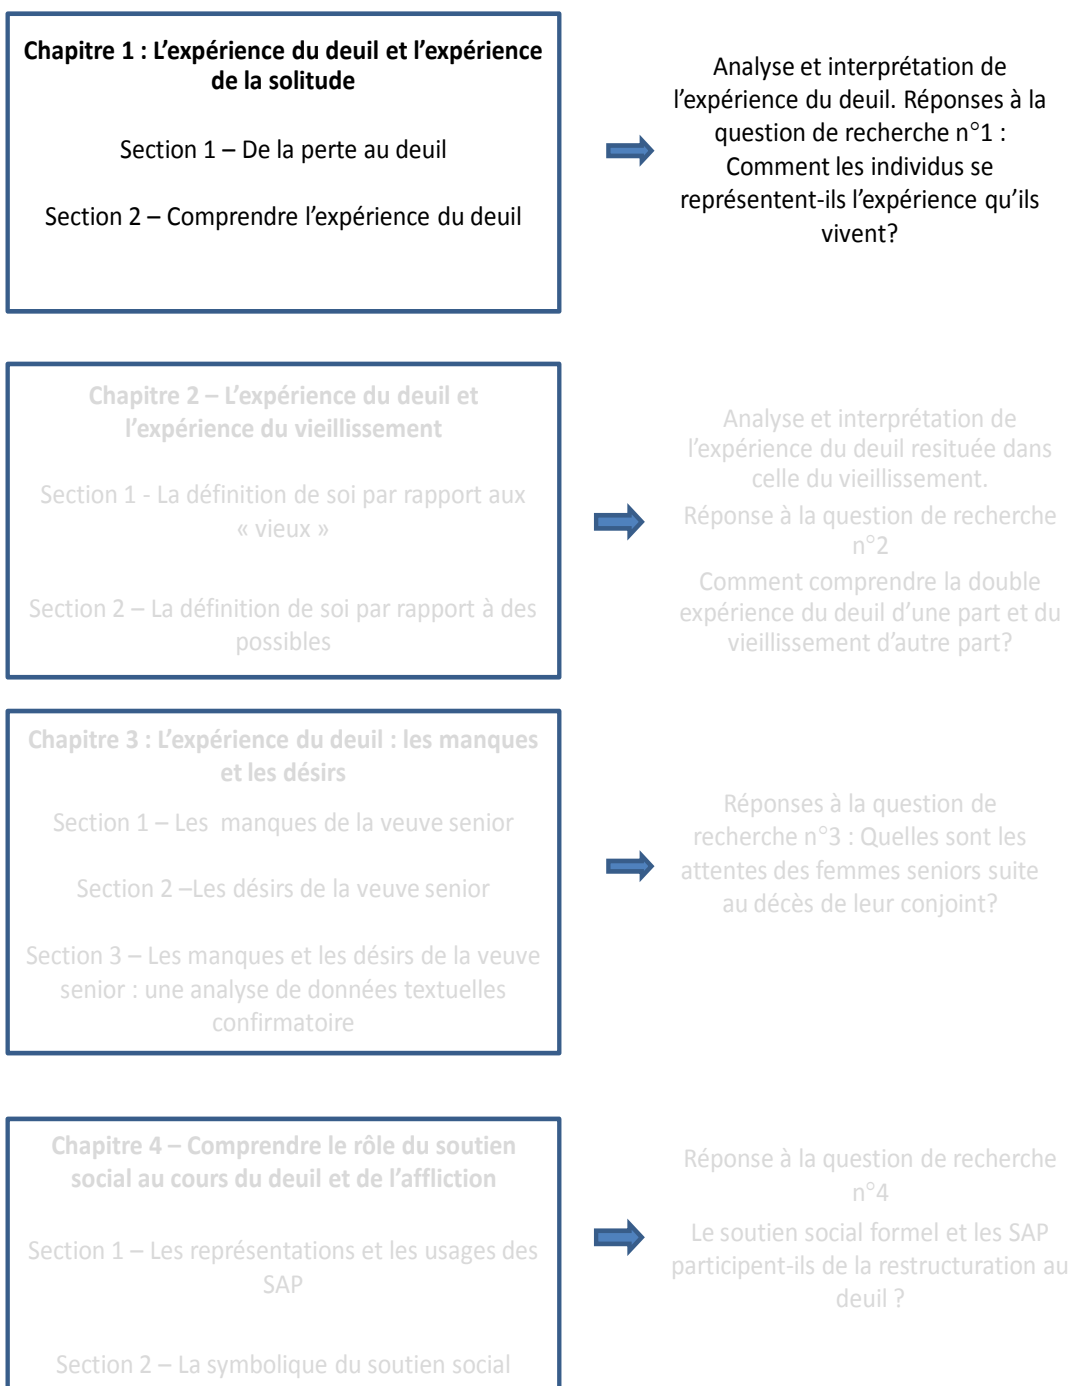 Chapitre 1 : L’expérience du deuil et l’expérience
de la solitude
Section 1 – De la perte au deuil
Section 2 – Comprendre l’expérience du deuil
Analyse et interprétation de
l’expérience du deuil. Réponses à la
question de recherche n°1 :
Comment les individus se
représentent-ils l’expérience qu’ils
vivent?
Chapitre 2 – L’expérience du deuil et
l’expérience du vieillissement
Section 1 - La définition de soi par rapport aux
« vieux »
Section 2 – La définition de soi par rapport à des
possibles
Analyse et interprétation de
l’expérience du deuil resituée dans
celle du vieillissement.
Réponse à la question de recherche
n°2
Comment comprendre la double
expérience du deuil d’une part et du
vieillissement d’autre part?
Chapitre 3 : L’expérience du deuil : les manques
et les désirs
Section 1 – Les manques de la veuve senior
Section 2 –Les désirs de la veuve senior
Section 3 – Les manques et les désirs de la veuve
senior : une analyse de données textuelles
confirmatoire
Réponses à la question de
recherche n°3 : Quelles sont les
attentes des femmes seniors suite
au décès de leur conjoint?
Chapitre 4 – Comprendre le rôle du soutien
social au cours du deuil et de l’affliction
Section 1 – Les représentations et les usages des
SAP
Section 2 – La symbolique du soutien social
Réponse à la question de recherche
n°4
Le soutien social formel et les SAP
participent-ils de la restructuration au
deuil ?